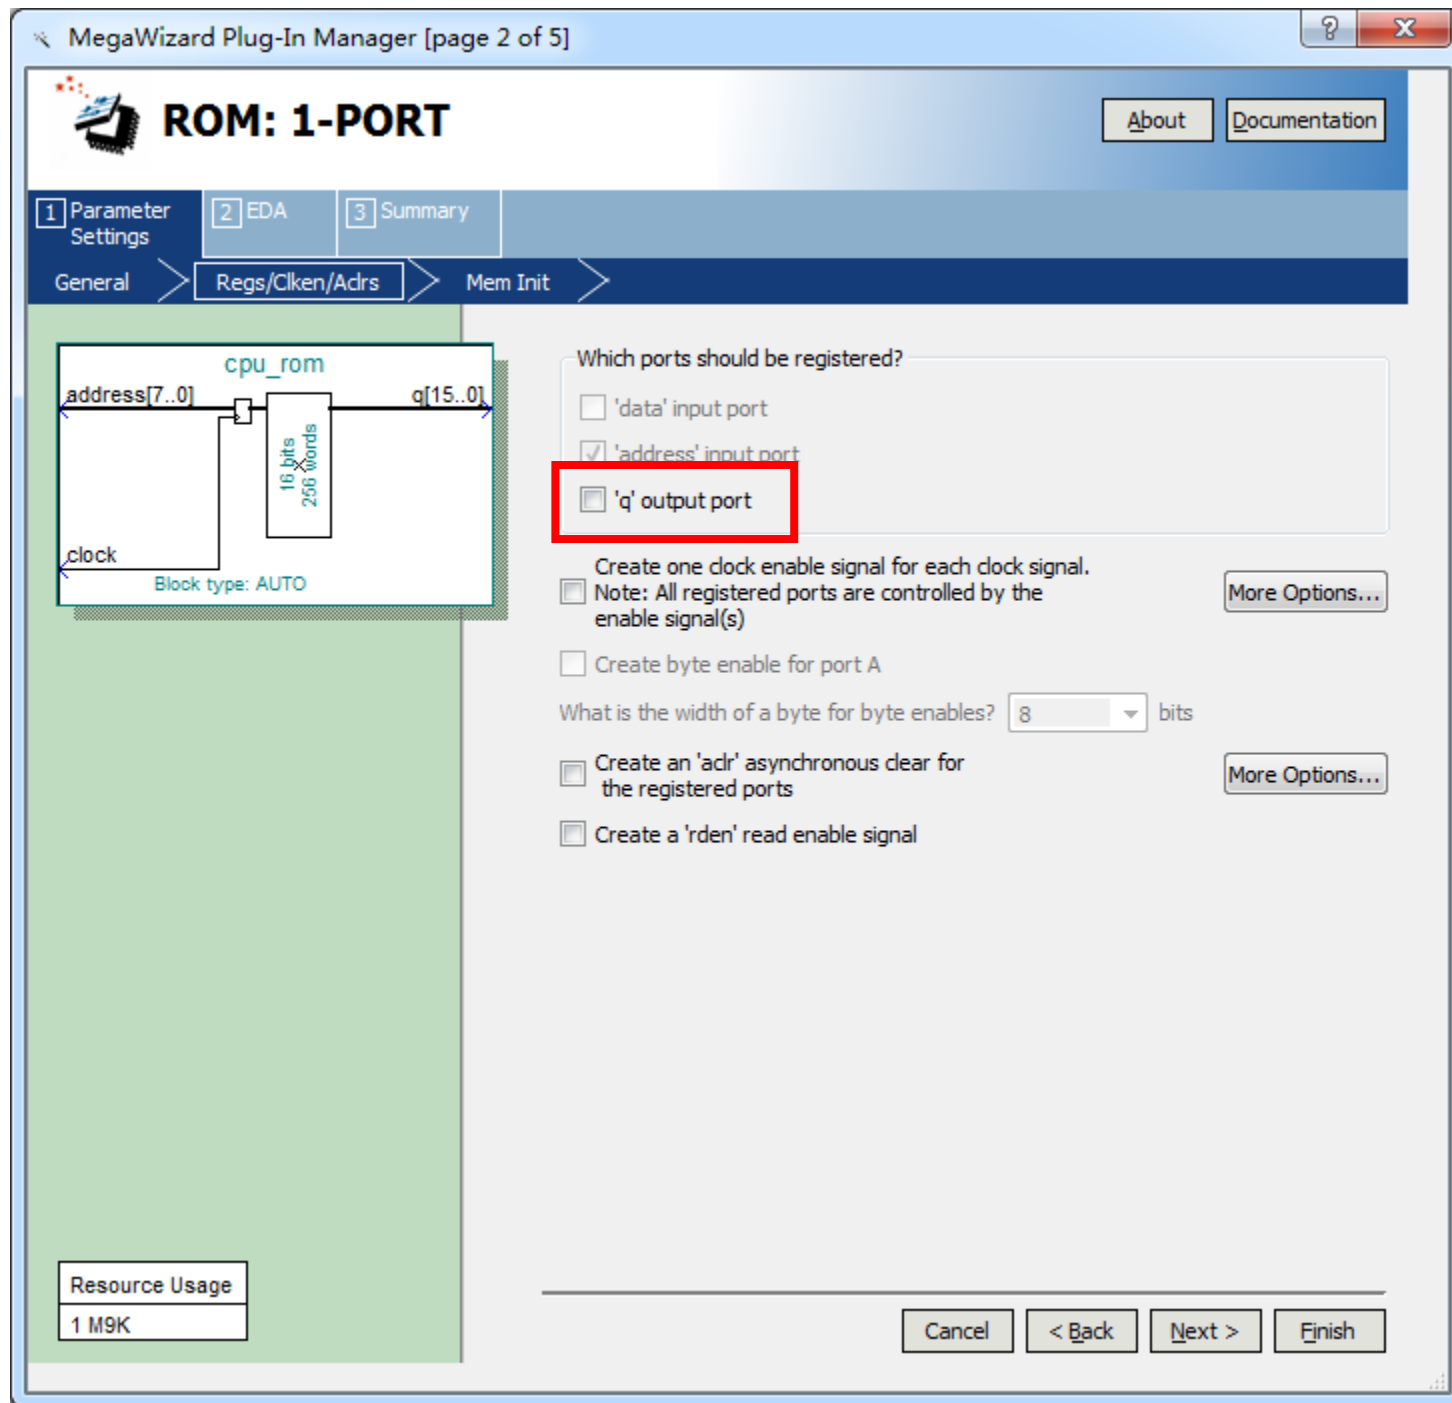 MegaWizard Plug-In Manager [page 2 of 5]
ROM: 1-PORT
About
Documentation
1 Parameter Settings
2 EDA
3 Summary
General
Regs/Clken/Aclrs
Mem Init
cpu_rom
address[7..0]
q[15..0]
16 bits
256 words
clock
Block type: AUTO
Which ports should be registered?
'data' input port
'address' input port
'q' output port
Create one clock enable signal for each clock signal.
Note: All registered ports are controlled by the
enable signal(s)
More Options...
Create byte enable for port A
What is the width of a byte for byte enables?
8
bits
Create an 'aclr' asynchronous clear for
the registered ports
More Options...
Create a 'rden' read enable signal
Resource Usage
1 M9K
Cancel
< Back
Next >
Finish